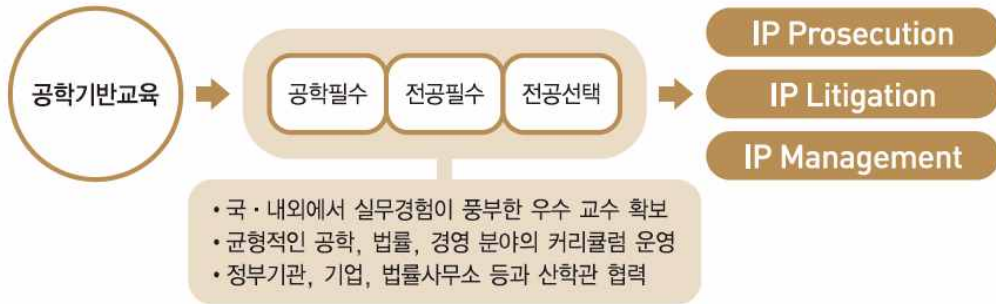 공학기반교육
공학필수
전공필수
전공선택
IP Prosecution
IP Litigation
IP Management
• 국・내외에서 실무경험이 풍부한 우수 교수 확보
• 균형적인 공학, 법률, 경영 분야의 커리큘럼 운영
• 정부기관, 기업, 법률사무소 등과 산학관 협력